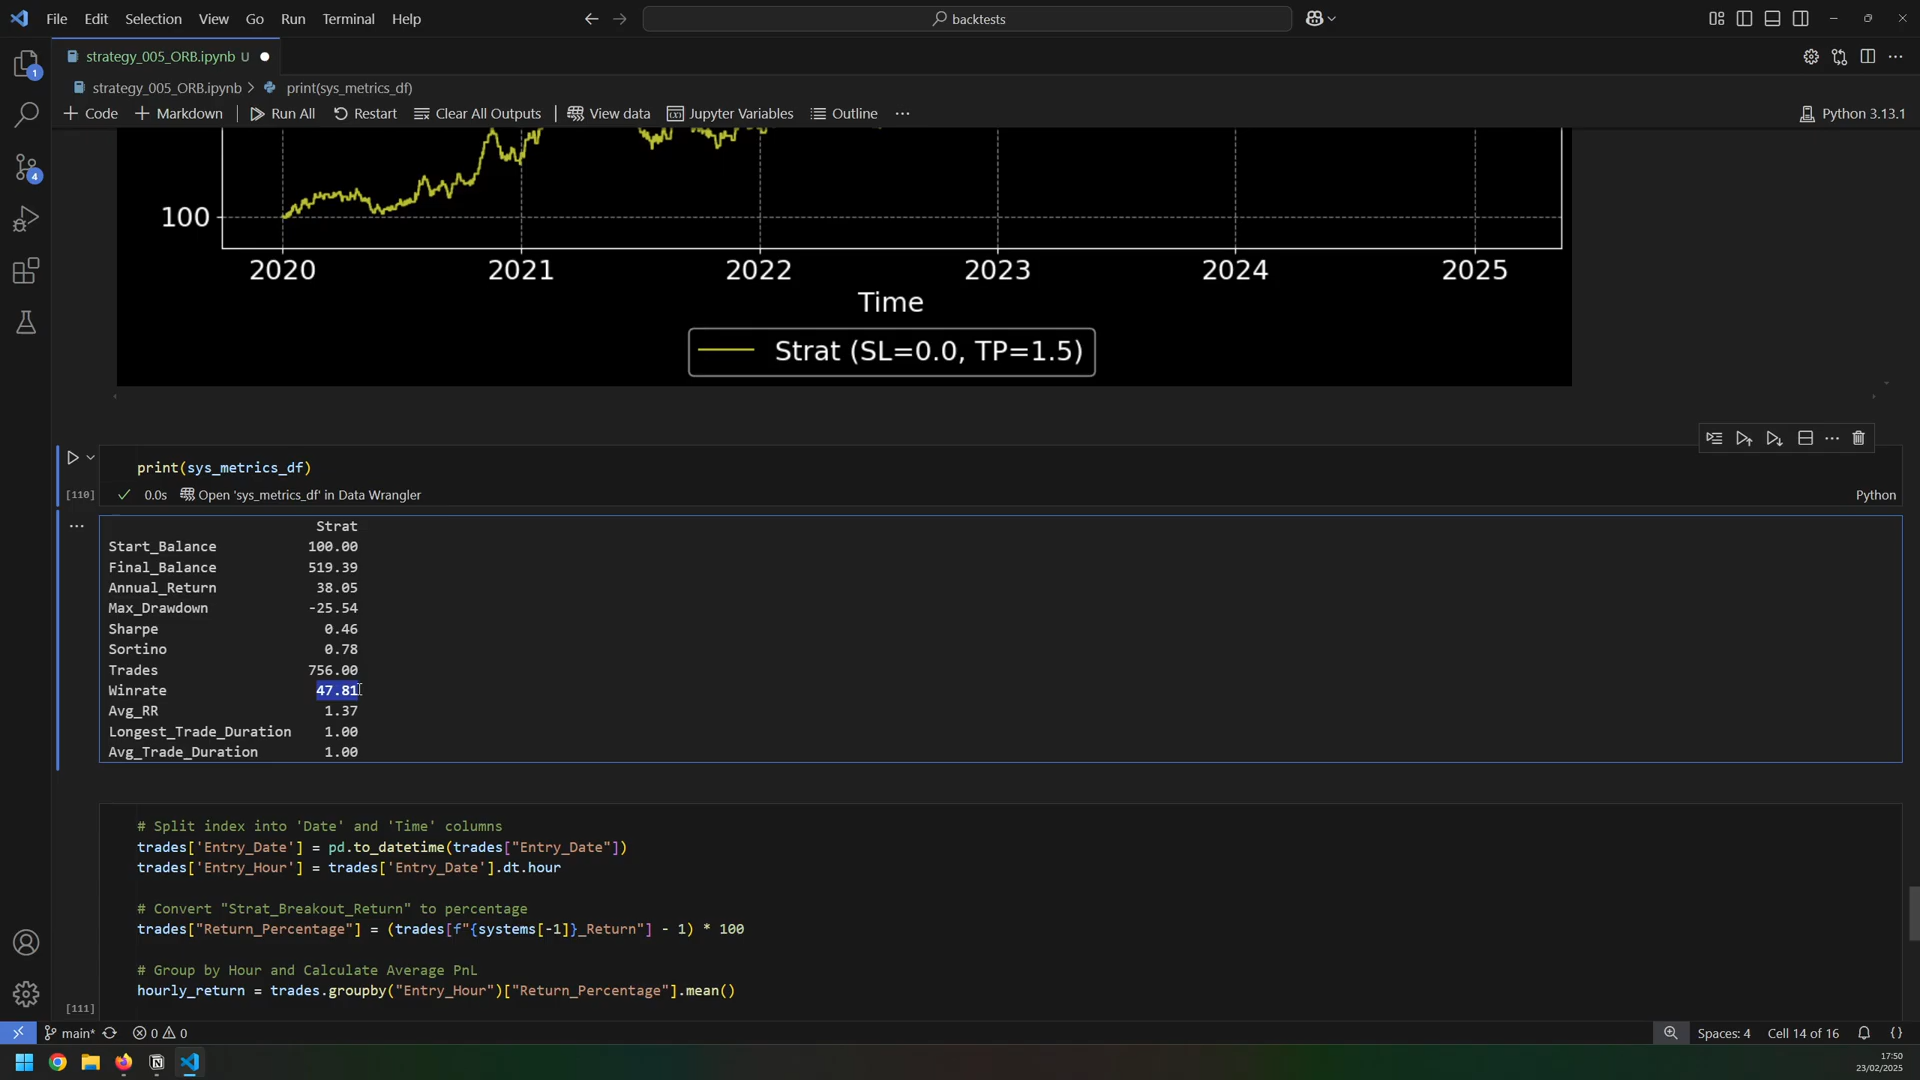 File Edit Selection View Go Run Terminal Help
backtests
strategy_005_ORB.ipynb U
strategy_005_ORB.ipynb > print(sys_metrics_df)
+ Code + Markdown Run All Restart Clear All Outputs View data Jupyter Variables Outline ...
Python 3.13.1
1
4
100
2020 2021 2022 2023 2024 2025
Time
Strat (SL=0.0, TP=1.5)
print(sys_metrics_df)
[110] 0.0s Open 'sys_metrics_df' in Data Wrangler Python
Strat
Start_Balance 100.00
Final_Balance 519.39
Annual_Return 38.05
Max_Drawdown -25.54
Sharpe 0.46
Sortino 0.78
Trades 756.00
Winrate 47.81
Avg_RR 1.37
Longest_Trade_Duration 1.00
Avg_Trade_Duration 1.00
# Split index into 'Date' and 'Time' columns
trades['Entry_Date'] = pd.to_datetime(trades["Entry_Date"])
trades['Entry_Hour'] = trades['Entry_Date'].dt.hour
# Convert "Strat_Breakout_Return" to percentage
trades["Return_Percentage"] = (trades[f"{systems[-1]}_Return"] - 1) * 100
# Group by Hour and Calculate Average PnL
hourly_return = trades.groupby("Entry_Hour")["Return_Percentage"].mean()
[111]
main* 0 0 Spaces: 4 Cell 14 of 16 {}
17:50
23/02/2025